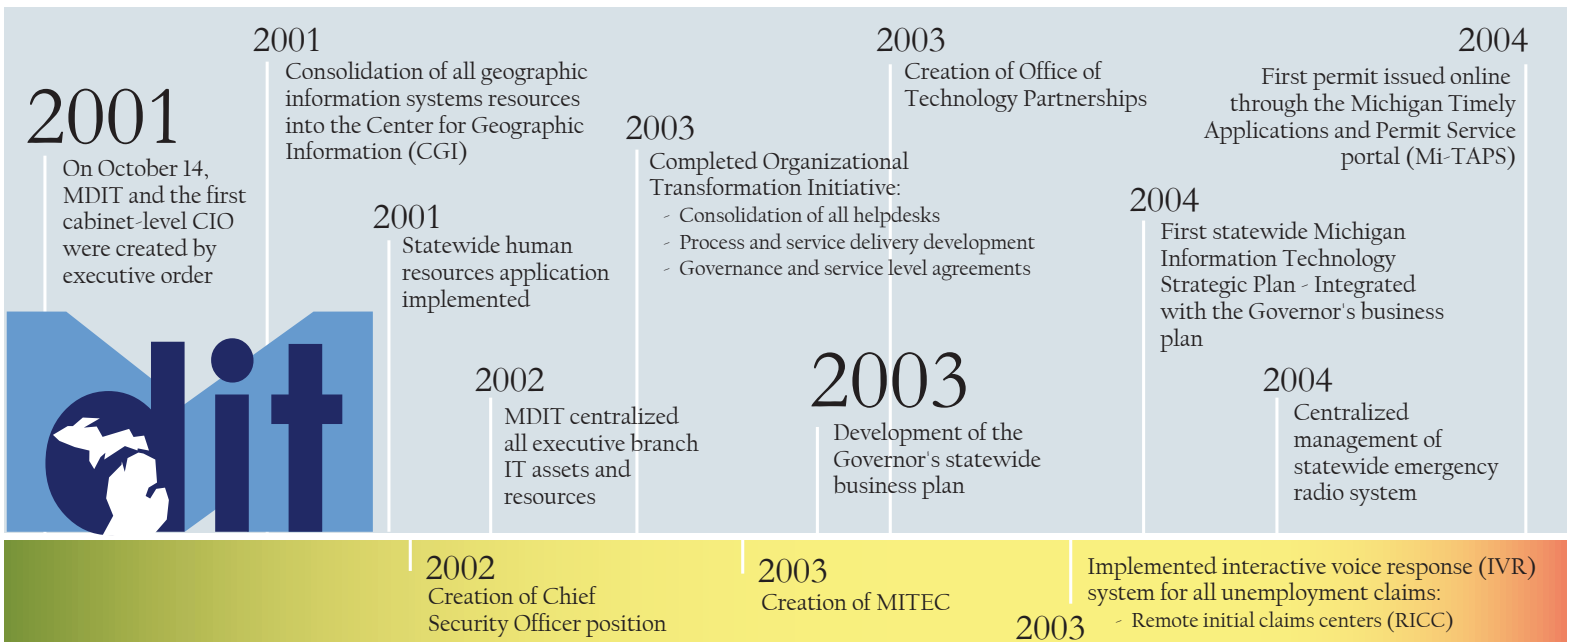 2001
On October 14,
MDIT and the first
cabinet-level CIO
were created by
executive order
2001
Consolidation of all geographic
information systems resources
into the Center for Geographic
Information (CGI)
2001
Statewide human
resources application
implemented
dit
2002
MDIT centralized
all executive branch
IT assets and
resources
2003
Completed Organizational
Transformation Initiative:
- Consolidation of all helpdesks
- Process and service delivery development
- Governance and service level agreements
2003
Creation of Office of
Technology Partnerships
2003
Development of the
Governor's statewide
business plan
2004
First statewide Michigan
Information Technology
Strategic Plan - Integrated
with the Governor's business
plan
2004
Centralized
management of
statewide emergency
radio system
2004
First permit issued online
through the Michigan Timely
Applications and Permit Service
portal (Mi-TAPS)
2002
Creation of Chief
Security Officer position
2003
Creation of MITEC
2003
Implemented interactive voice response (IVR)
system for all unemployment claims:
- Remote initial claims centers (RICC)